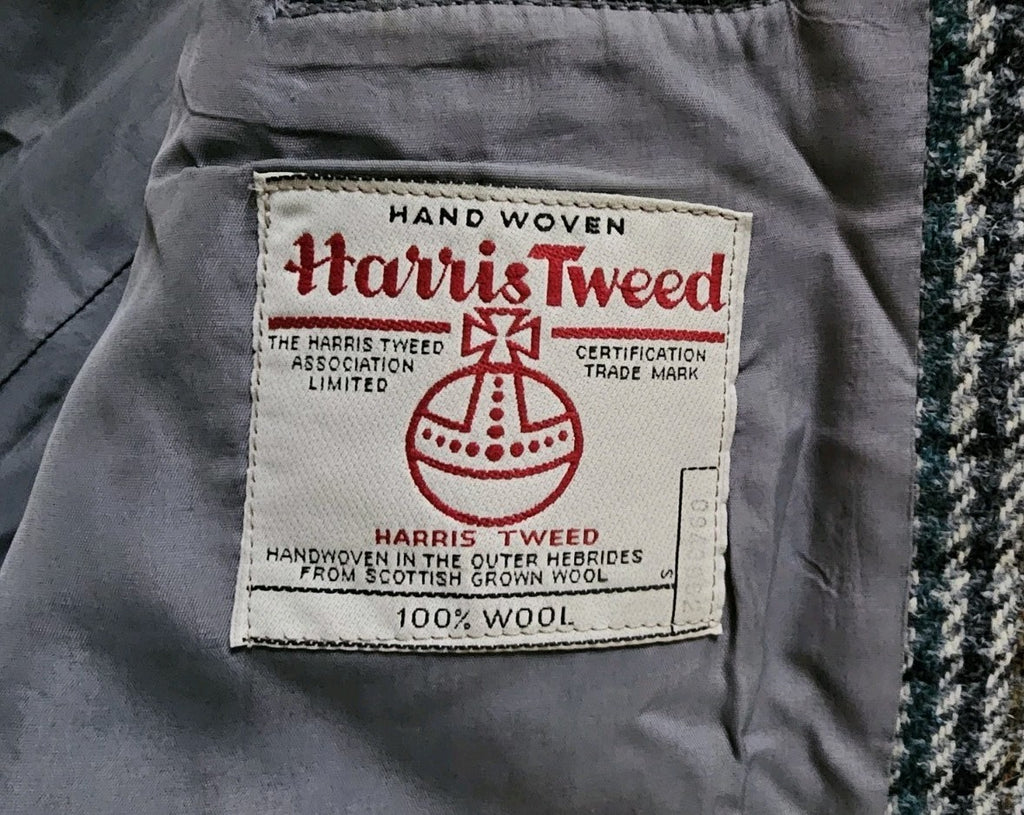 HAND WOVEN
Harris Tweed
THE HARRIS TWEED
ASSOCIATION
LIMITED
CERTIFICATION
TRADE MARK
HARRIS TWEED
HANDWOVEN IN THE OUTER HEBRIDES
FROM SCOTTISH GROWN WOOL
S
100% WOOL